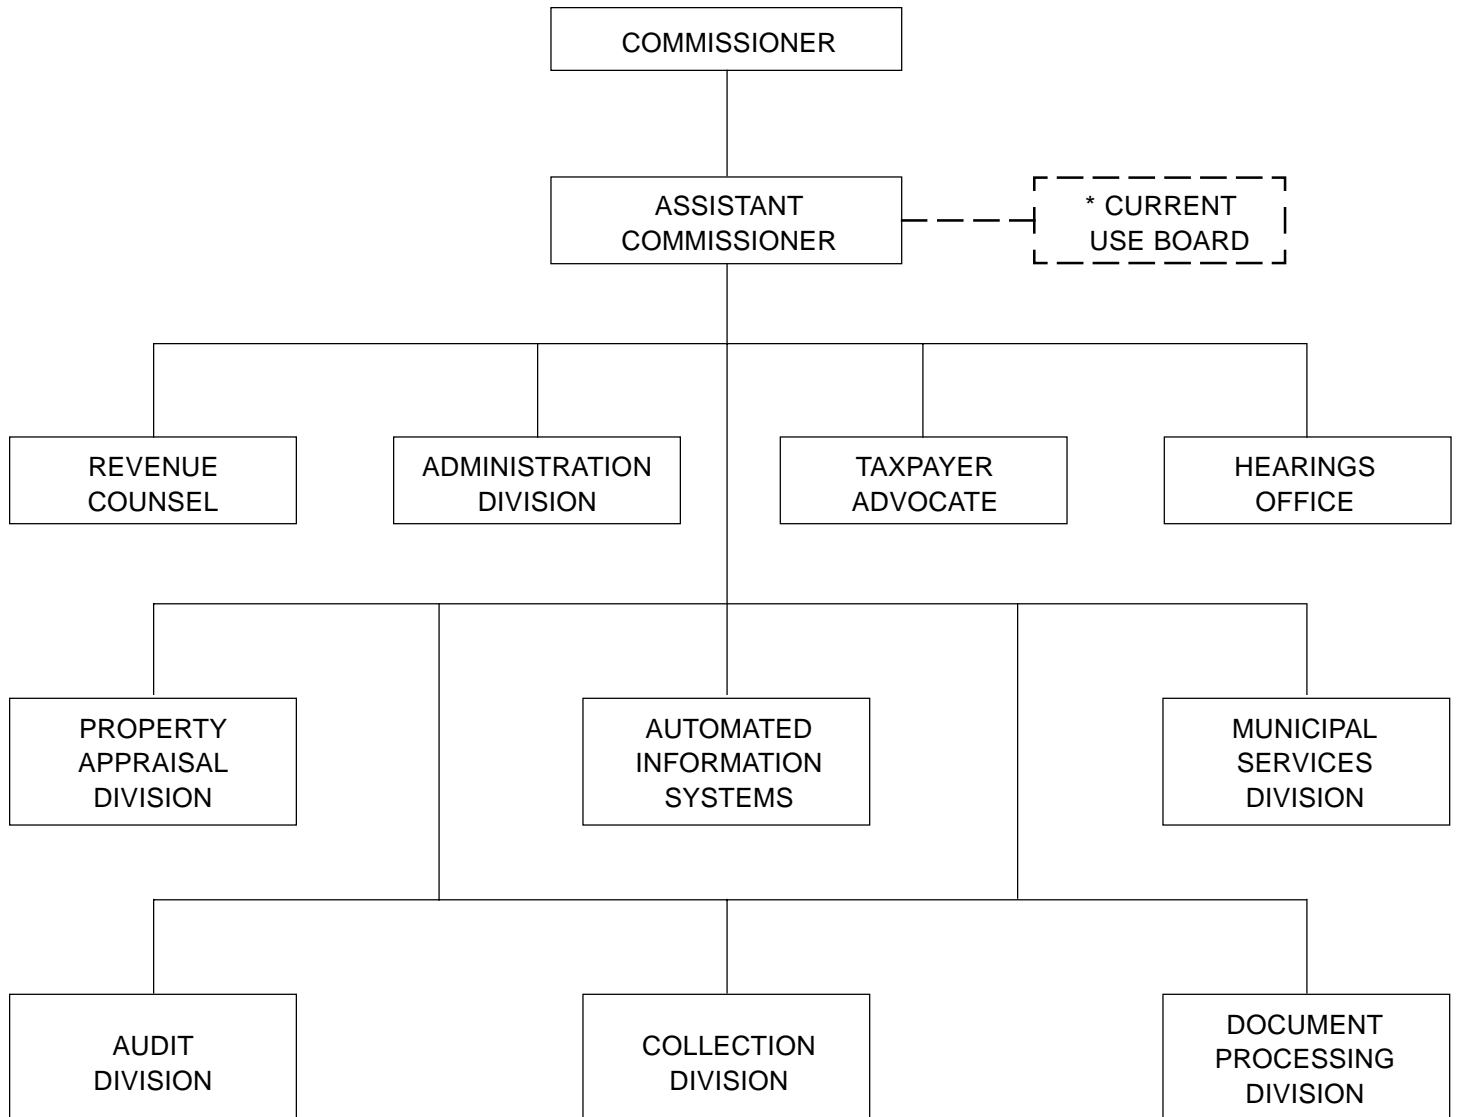 COMMISSIONER
ASSISTANT
COMMISSIONER
* CURRENT
USE BOARD
REVENUE
COUNSEL
ADMINISTRATION
DIVISION
TAXPAYER
ADVOCATE
HEARINGS
OFFICE
PROPERTY
APPRAISAL
DIVISION
AUTOMATED
INFORMATION
SYSTEMS
MUNICIPAL
SERVICES
DIVISION
AUDIT
DIVISION
COLLECTION
DIVISION
DOCUMENT
PROCESSING
DIVISION